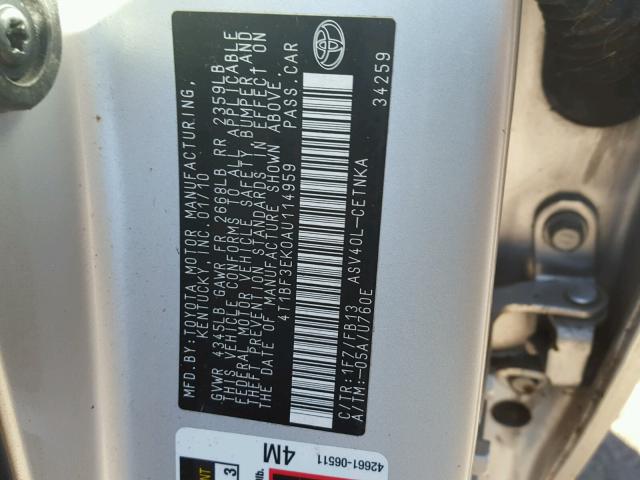 MFD.BY:TOYOTA MOTOR MANUFACTURING,
KENTUCKY, INC.01/10
GVWR 4345LB GAWR FR 2668LB RR 2359LB
THIS VEHICLE CONFORMS TO ALL APPLICABLE
FEDERAL MOTOR VEHICLE SAFETY, BUMPER, AND
THEFT PREVENTION STANDARDS IN EFFECT ON
THE DATE OF MANUFACTURE SHOWN ABOVE.
4T1BF3EK0AU114959 PASS.CAR
C/TR:1F7/FB13 ASV40L-CETNKA
A/TM:-05A/U760E 34259
42661-06511
4M
3